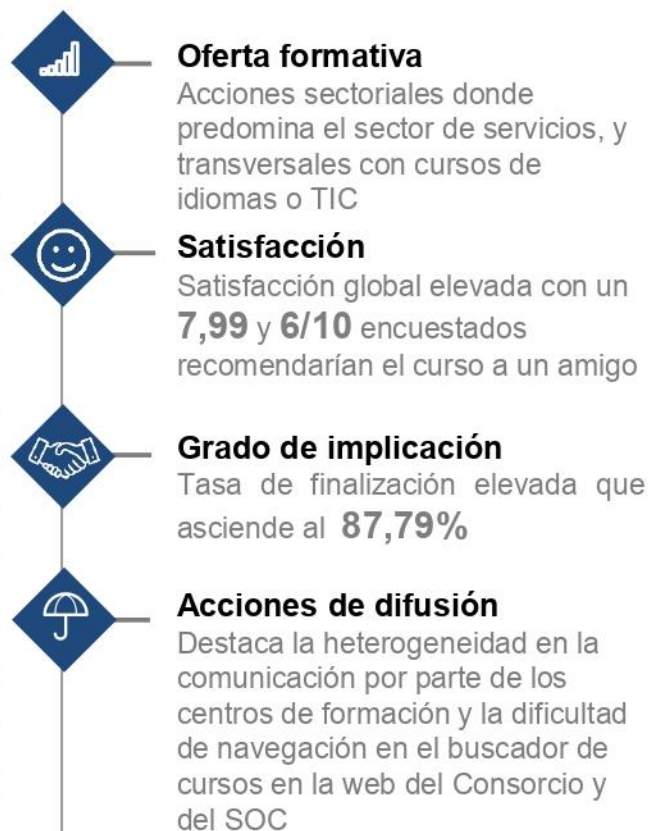 Oferta formativa
Acciones sectoriales donde
predomina el sector de servicios, y
transversales con cursos de
idiomas o TIC
Satisfacción
Satisfacción global elevada con un
7,99 y 6/10 encuestados
recomendarían el curso a un amigo
Grado de implicación
Tasa de finalización elevada que
asciende al 87,79%
Acciones de difusión
Destaca la heterogeneidad en la
comunicación por parte de los
centros de formación y la dificultad
de navegación en el buscador de
cursos en la web del Consorcio y
del SOC